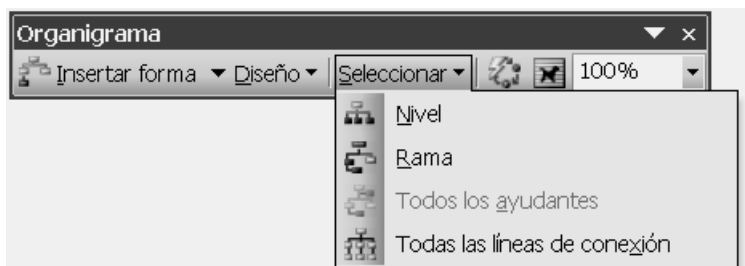 Organigrama
Insertar forma Diseño Seleccionar 100%
Nivel
Rama
Todos los ayudantes
Todas las líneas de conexión